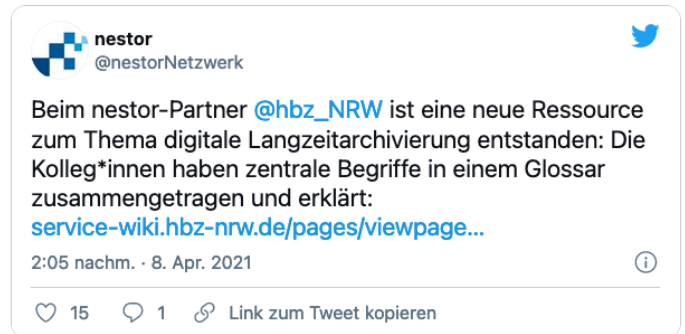 nestor
@nestorNetzwerk
Beim nestor-Partner @hbz_NRW ist eine neue Ressource
zum Thema digitale Langzeitarchivierung entstanden: Die
Kolleg*innen haben zentrale Begriffe in einem Glossar
zusammengetragen und erklärt:
service-wiki.hbz-nrw.de/pages/viewpage...
2:05 nachm. · 8. Apr. 2021
15 1 Link zum Tweet kopieren